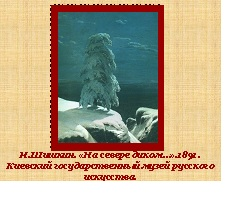 И.Шишкин. «На севере диком...».1891.
Киевский государственный музей русского
искусства.